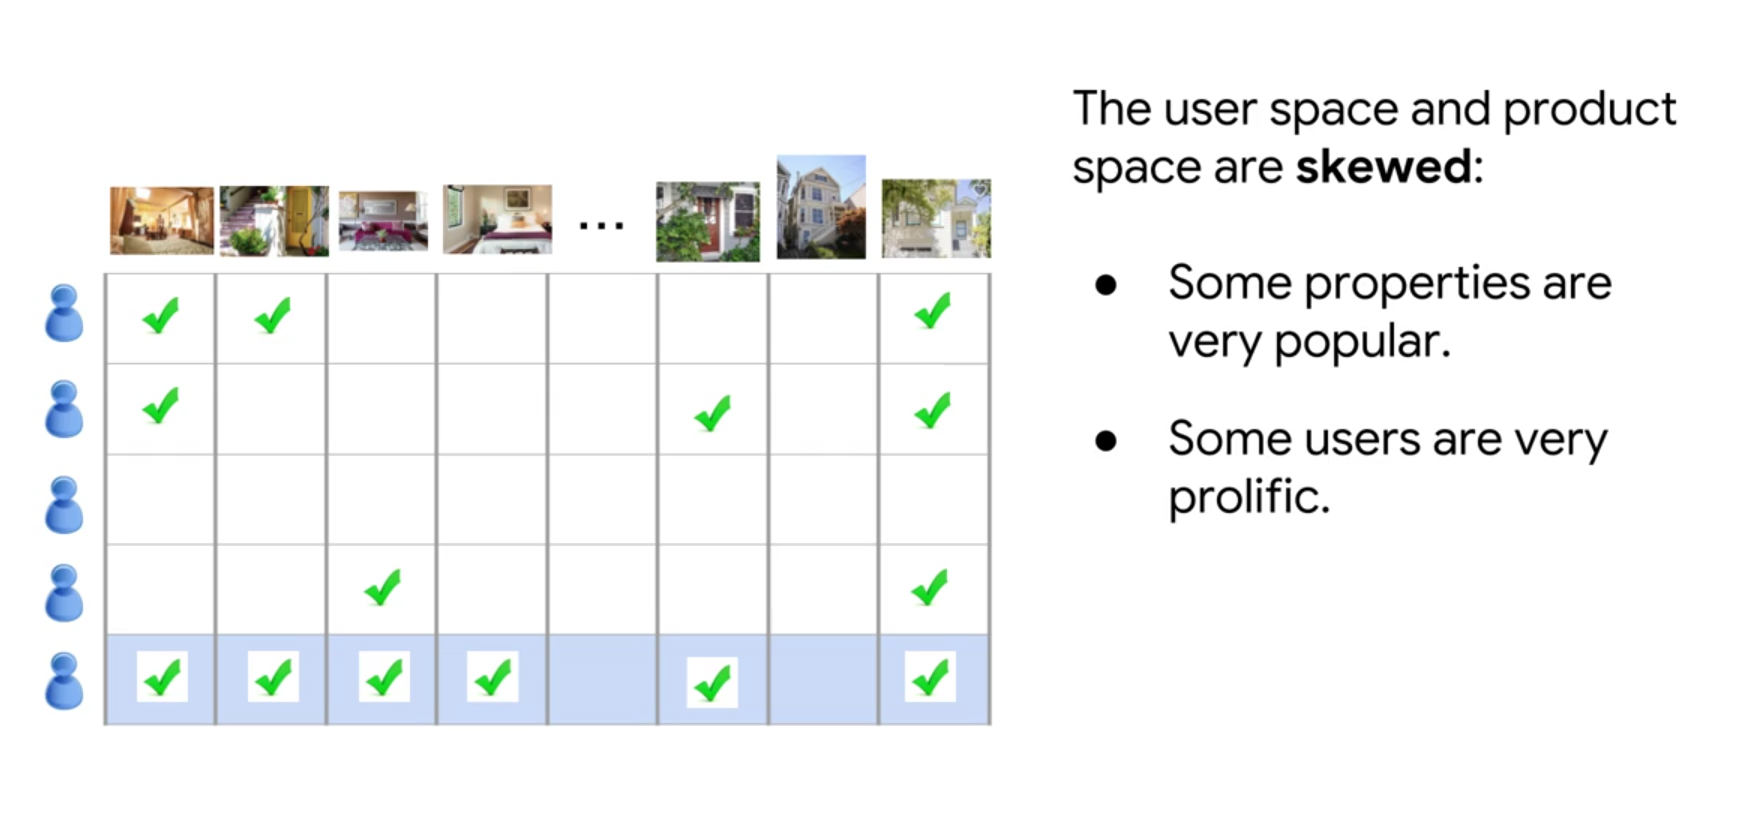 The user space and product
space are skewed:
● Some properties are
very popular.
● Some users are very
prolific.
...